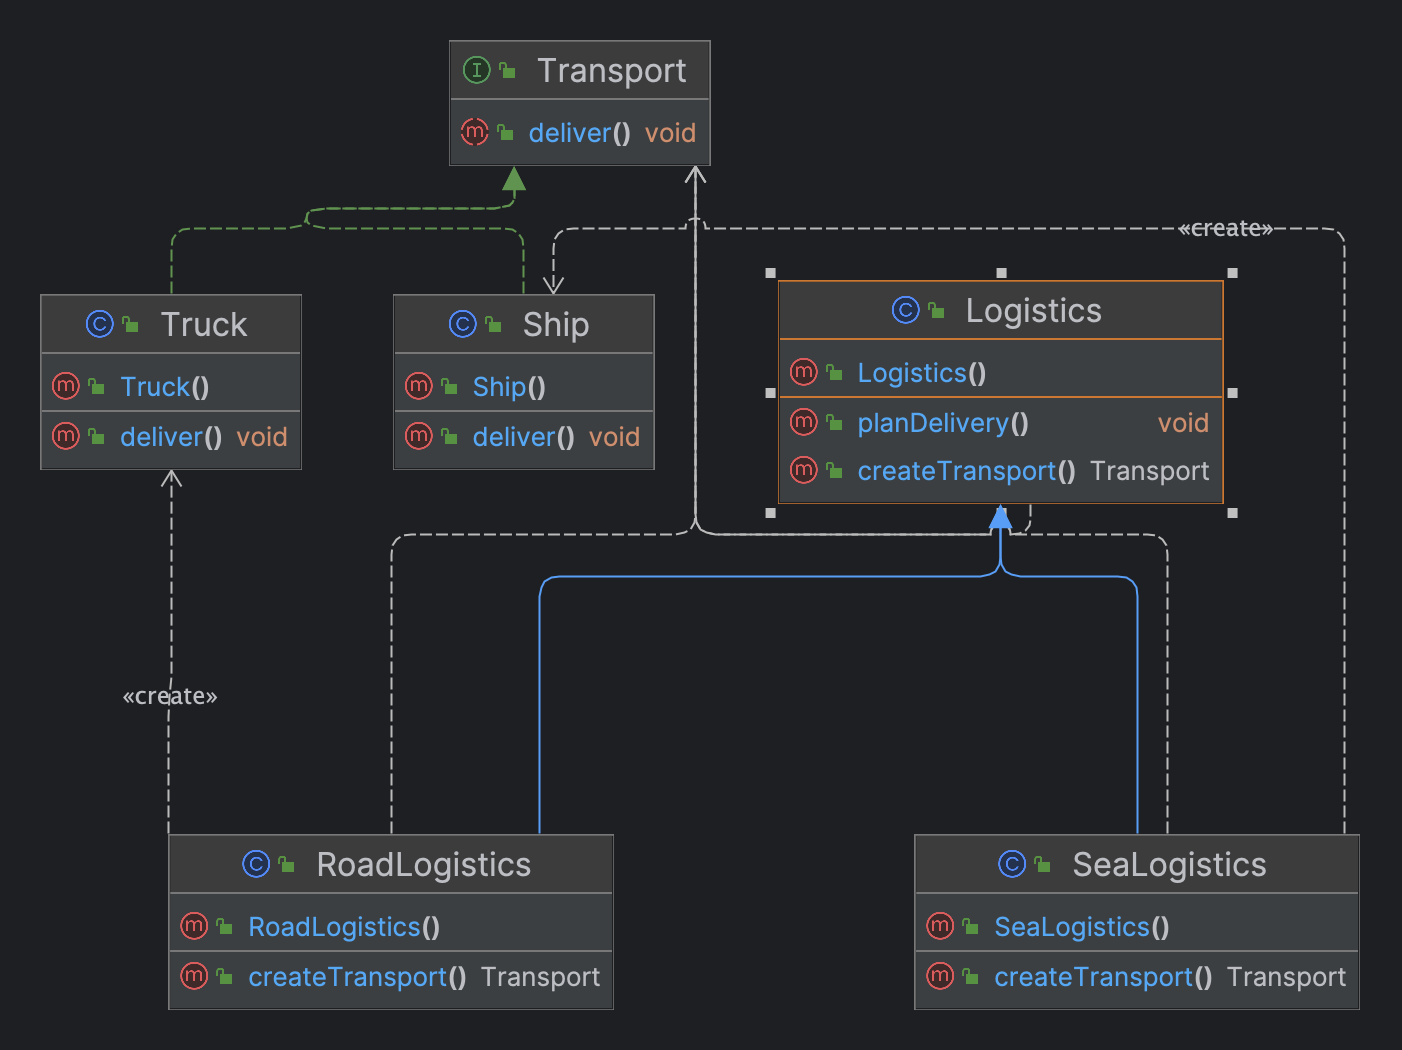 I Transport
m deliver() void
«create»
C Truck
m Truck()
m deliver() void
C Ship
m Ship()
m deliver() void
C Logistics
m Logistics()
m planDelivery() void
m createTransport() Transport
«create»
C RoadLogistics
m RoadLogistics()
m createTransport() Transport
C SeaLogistics
m SeaLogistics()
m createTransport() Transport